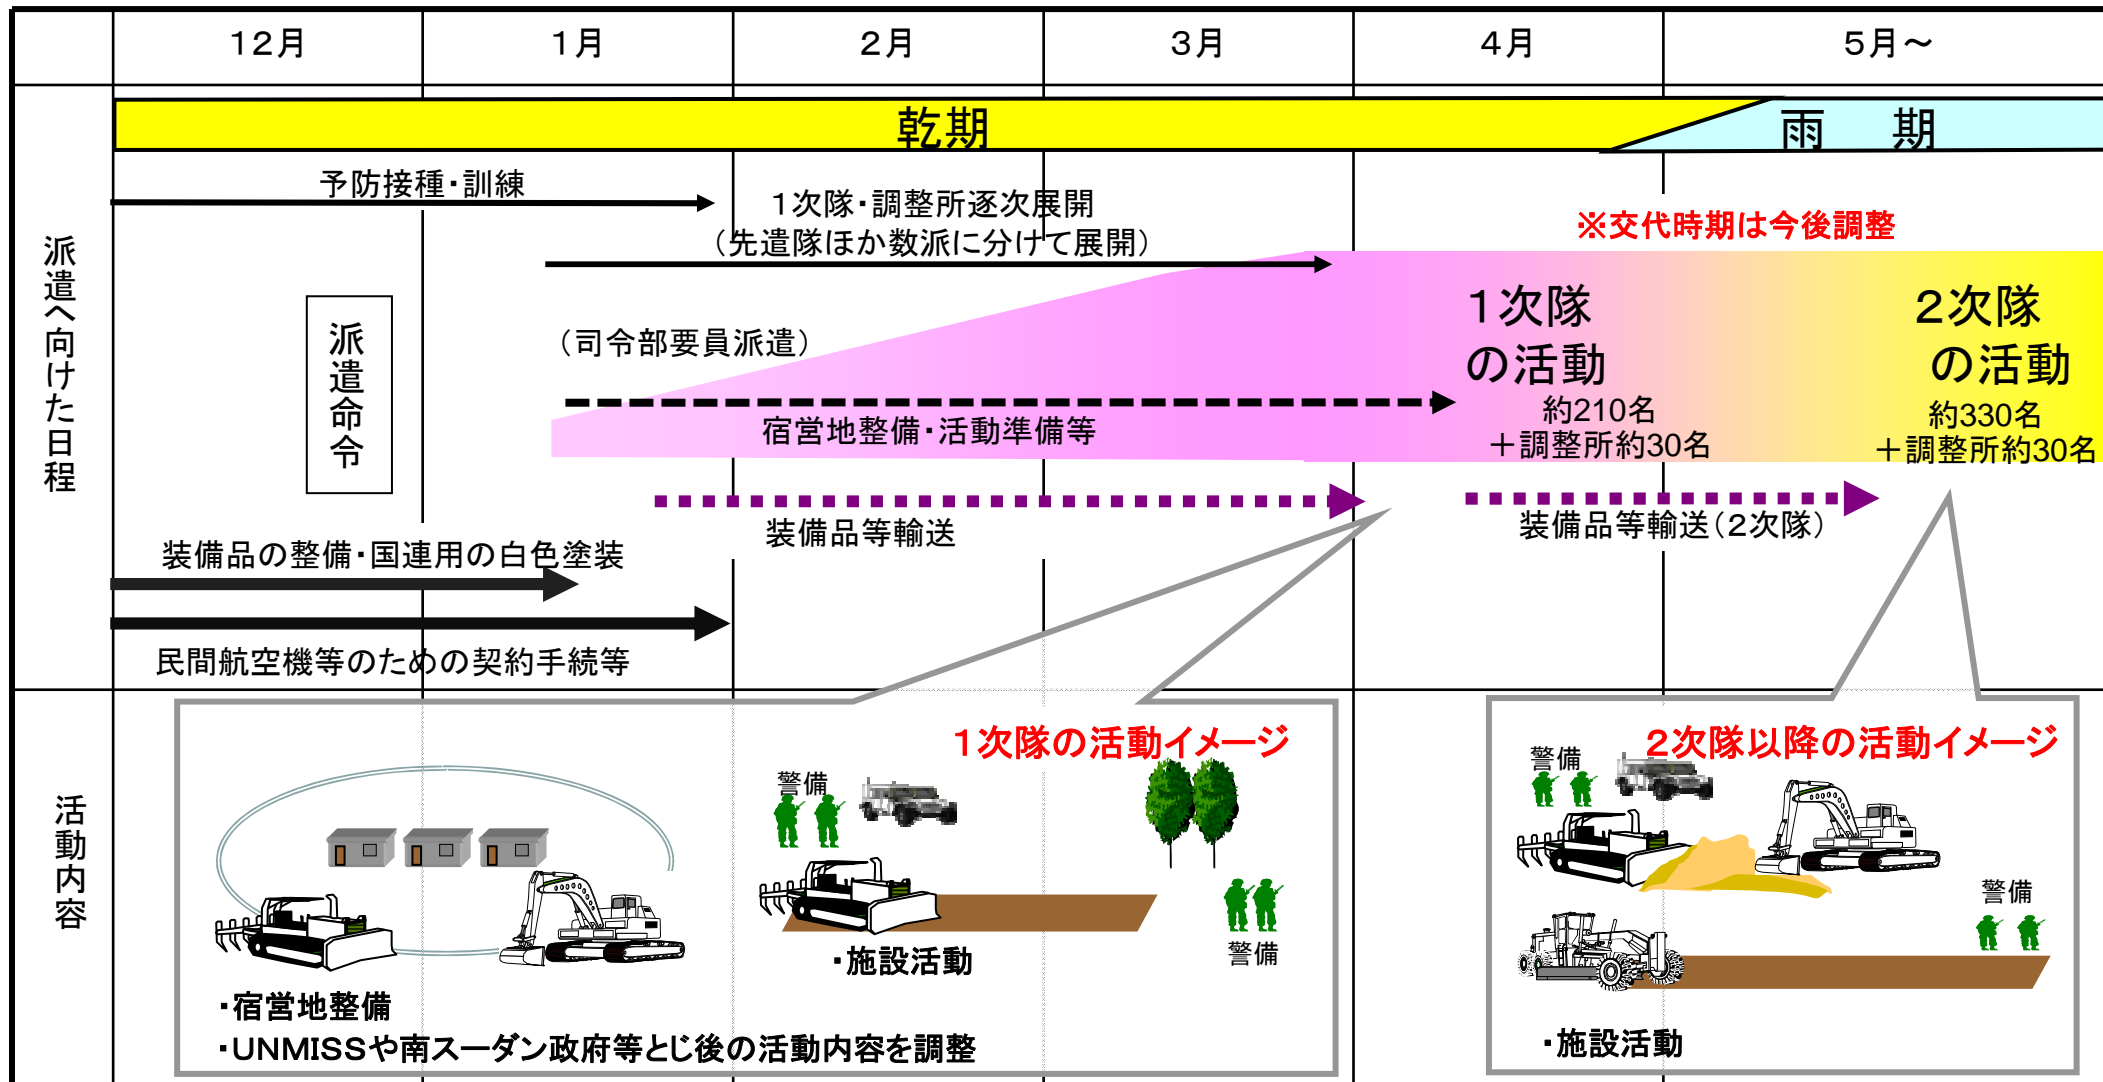 12月
1月
2月
3月
4月
5月～
派遣へ向けた日程
乾期
雨 期
予防接種・訓練
1次隊・調整所逐次展開
（先遣隊ほか数派に分けて展開）
※交代時期は今後調整
派遣命令
（司令部要員派遣）
宿営地整備・活動準備等
1次隊
の活動
約210名
＋調整所約30名
2次隊
の活動
約330名
＋調整所約30名
装備品等輸送
装備品等輸送（2次隊）
装備品の整備・国連用の白色塗装
民間航空機等のための契約手続等
活動内容
1次隊の活動イメージ
警備
警備
・施設活動
・宿営地整備
・UNMISSや南スーダン政府等とじ後の活動内容を調整
2次隊以降の活動イメージ
警備
警備
・施設活動